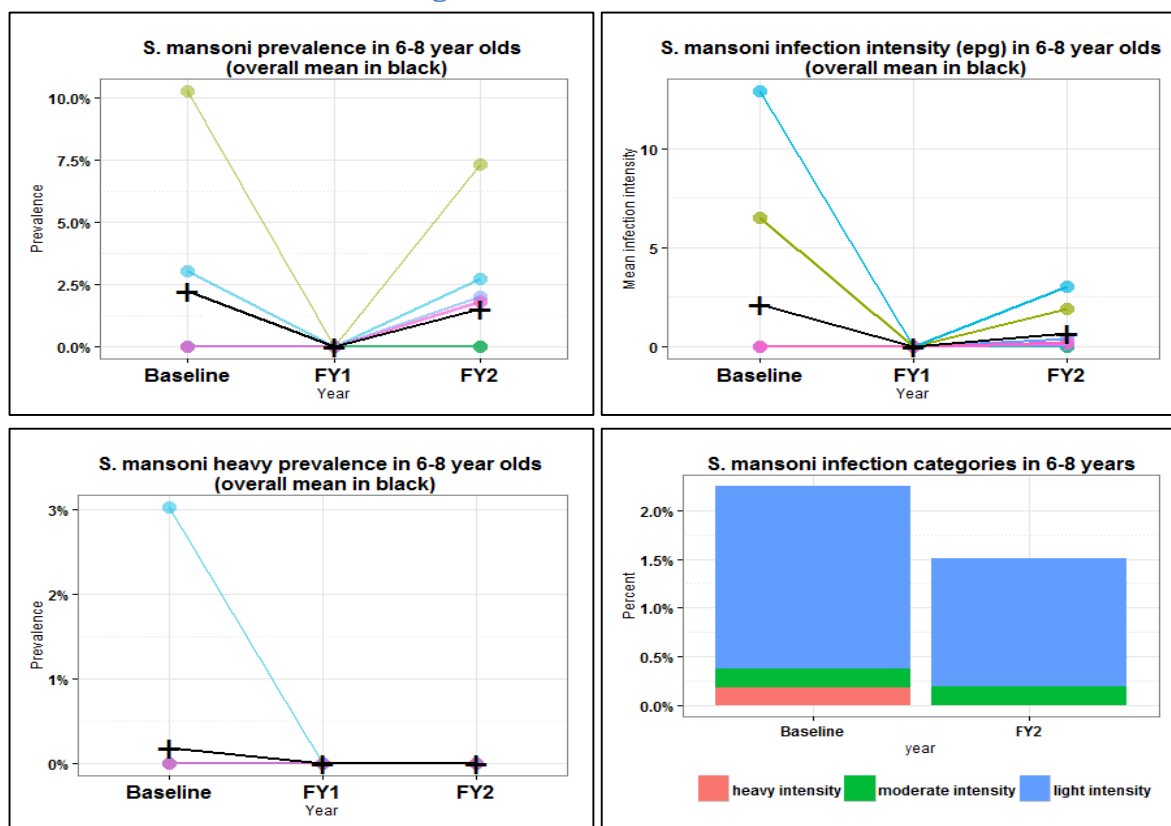 S. mansoni prevalence in 6-8 year olds
(overall mean in black)
10.0%
7.5%
5.0%
2.5%
0.0%
Prevalence
Baseline
FY1
FY2
Year
S. mansoni infection intensity (epg) in 6-8 year olds
(overall mean in black)
10
5
0
Mean infection intensity
Baseline
FY1
FY2
Year
S. mansoni heavy prevalence in 6-8 year olds
(overall mean in black)
3%
2%
1%
0%
Prevalence
Baseline
FY1
FY2
Year
S. mansoni infection categories in 6-8 years
2.0%
1.5%
1.0%
0.5%
0.0%
Percent
Baseline
FY2
year
heavy intensity
moderate intensity
light intensity